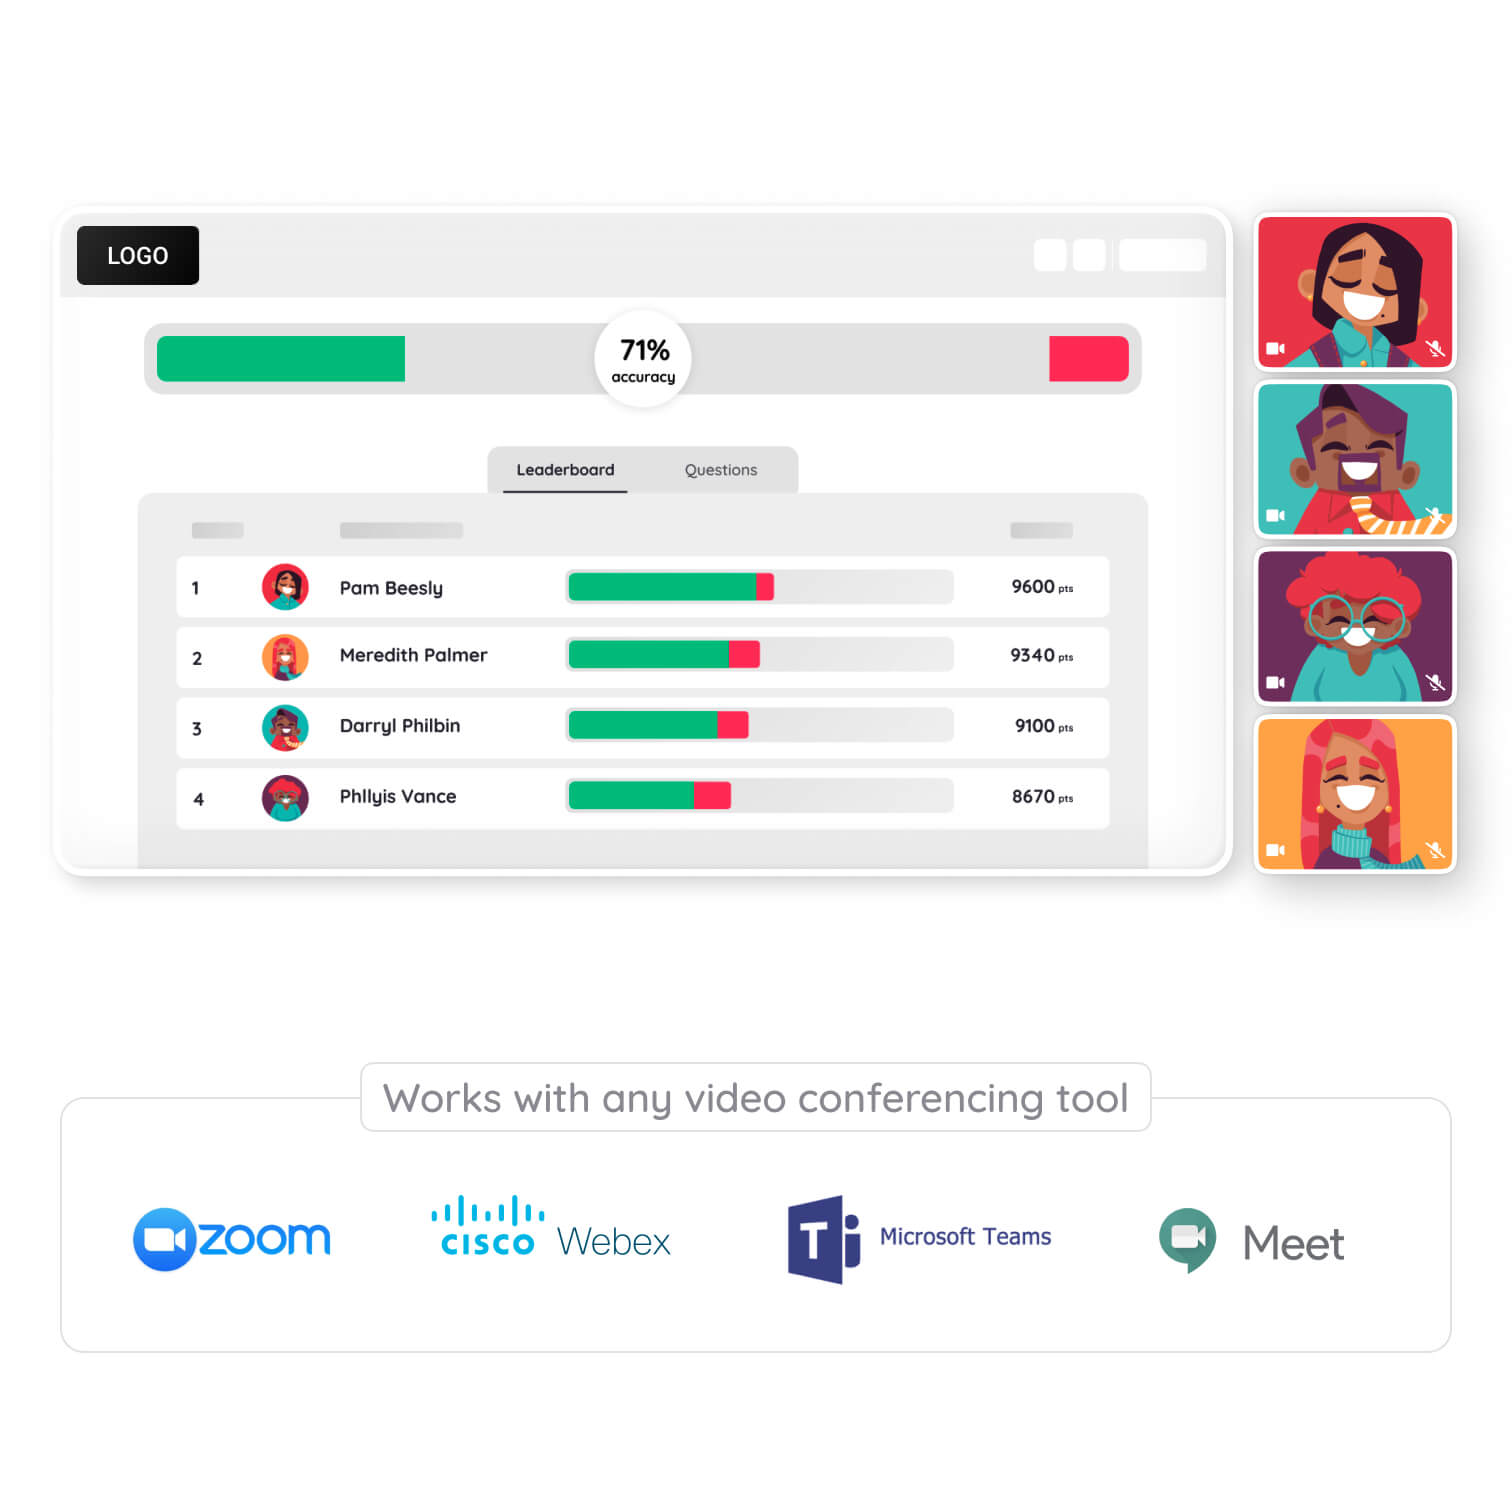 LOGO
71%
accuracy
Leaderboard Questions
1 Pam Beesly 9600 pts
2 Meredith Palmer 9340 pts
3 Darryl Philbin 9100 pts
4 Phllyis Vance 8670 pts
Works with any video conferencing tool
zoom
cisco Webex
T Microsoft Teams
Meet